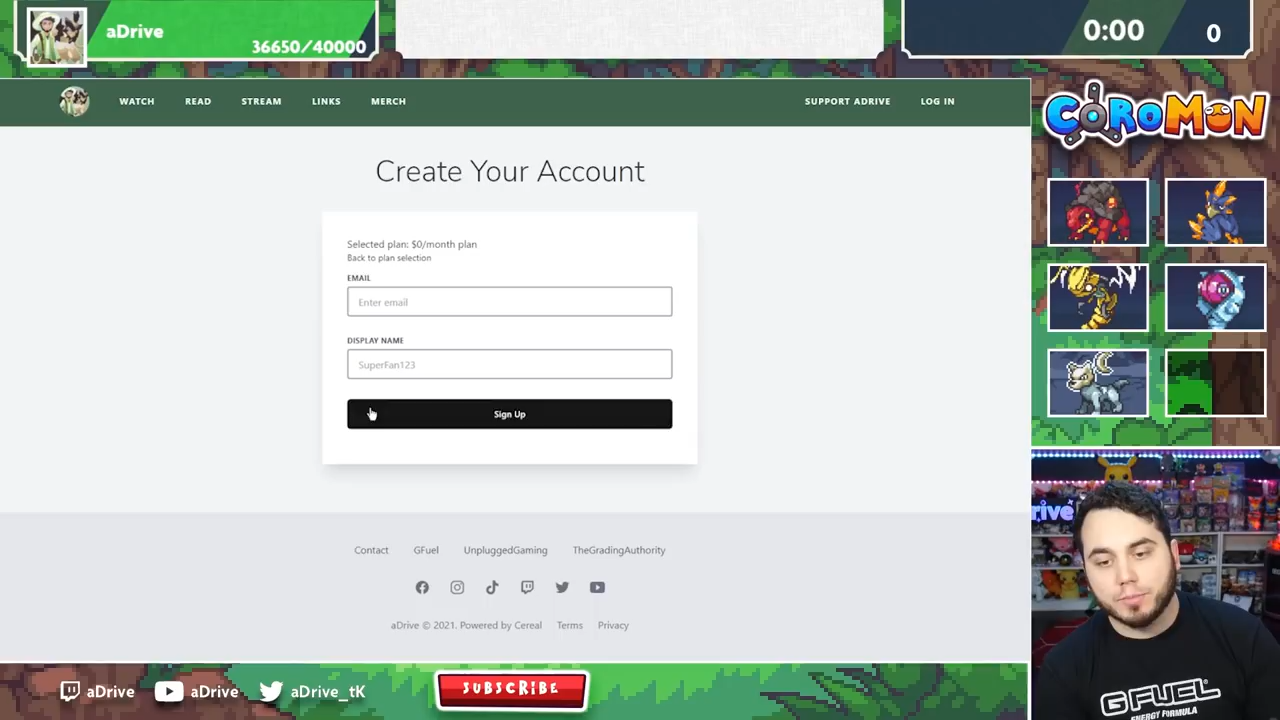 aDrive
36650/40000
0:00
0
WATCH READ STREAM LINKS MERCH
SUPPORT ADRIVE LOG IN
COROMON
Create Your Account
Selected plan: $0/month plan
Back to plan selection
EMAIL
Enter email
DISPLAY NAME
SuperFan123
Sign Up
rive
G FUEL
ENERGY FORMULA
Contact GFuel UnpluggedGaming TheGradingAuthority
aDrive © 2021. Powered by Cereal Terms Privacy
aDrive aDrive aDrive_tK
SUBSCRIBE